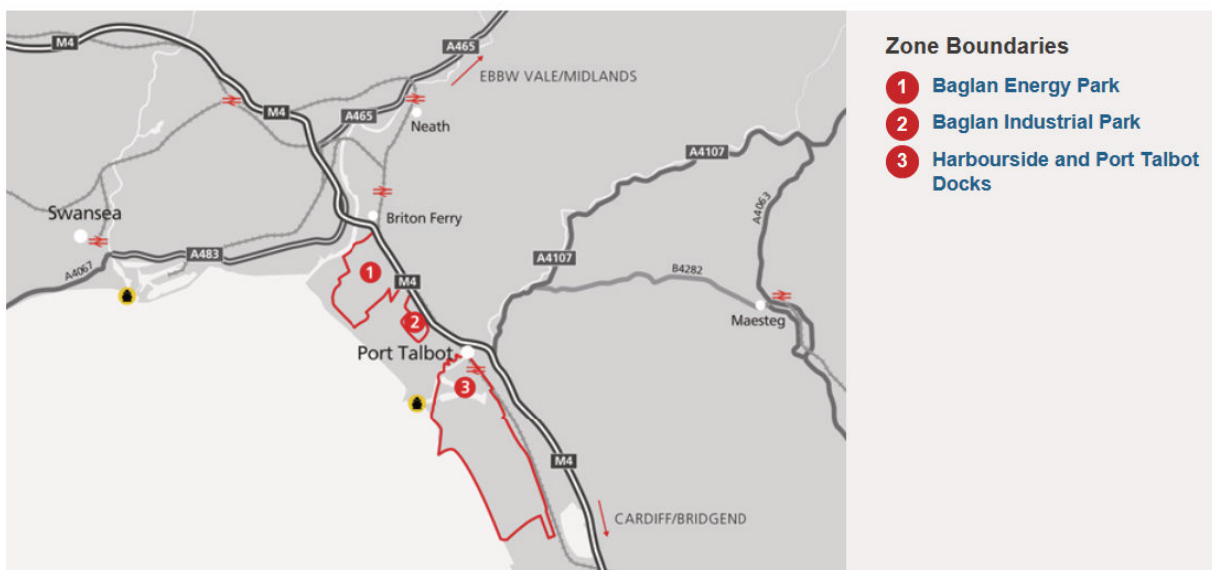 M4
A465
EBBW VALE/MIDLANDS
M4
A465
Neath
A4107
Swansea
Briton Ferry
A4063
A483
A4067
A4107
1
M4
B4282
2
Maesteg
Port Talbot
3
M4
CARDIFF/BRIDGEND
Zone Boundaries
1 Baglan Energy Park
2 Baglan Industrial Park
3 Harbourside and Port Talbot
Docks